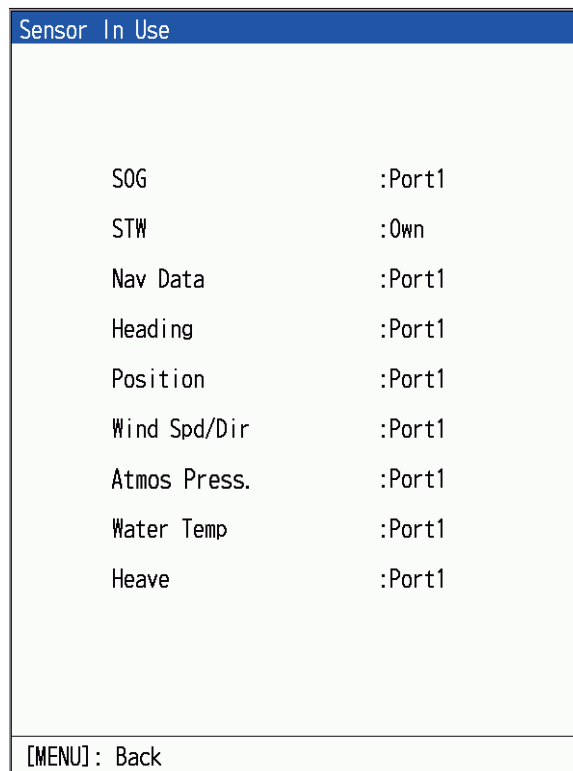 Sensor In Use
SOG :Port1
STW :Own
Nav Data :Port1
Heading :Port1
Position :Port1
Wind Spd/Dir :Port1
Atmos Press. :Port1
Water Temp :Port1
Heave :Port1
[MENU]: Back